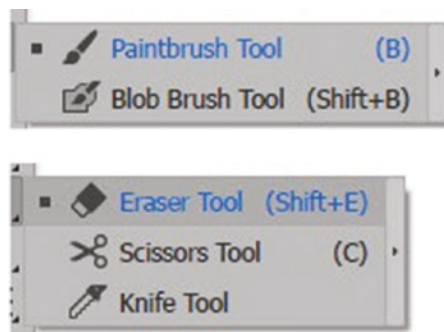 Paintbrush Tool (B)
Blob Brush Tool (Shift+B)
Eraser Tool (Shift+E)
Scissors Tool (C)
Knife Tool